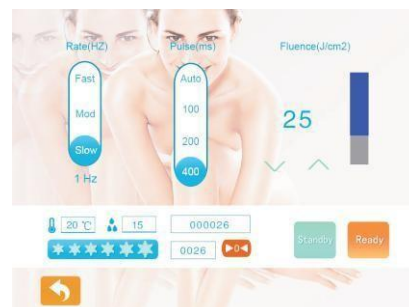 Rate(HZ) Pulse(ms) Fluence(J/cm2)
Fast Auto
Mod 100
25
200
Slow
400
1 Hz
20 ℃ 15 000026
Standby Ready
0026 ▶0◀